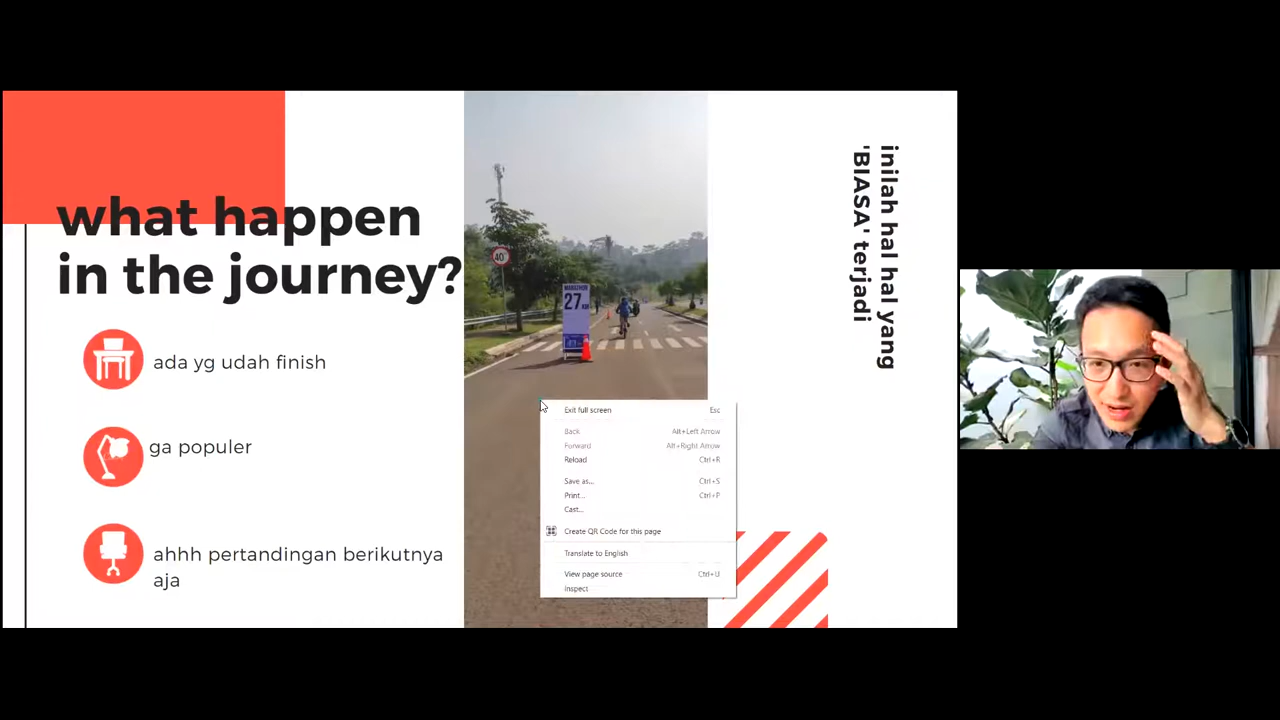 what happen
in the journey?
ada yg udah finish
ga populer
ahhh pertandingan berikutnya
aja
40
MARATHON
27 KM
inilah hal hal yang
'BIASA' terjadi
Exit full screen Esc
Back Alt+Left Arrow
Forward Alt+Right Arrow
Reload Ctrl+R
Save as... Ctrl+S
Print... Ctrl+P
Cast...
Create QR Code for this page
Translate to English
View page source Ctrl+U
Inspect